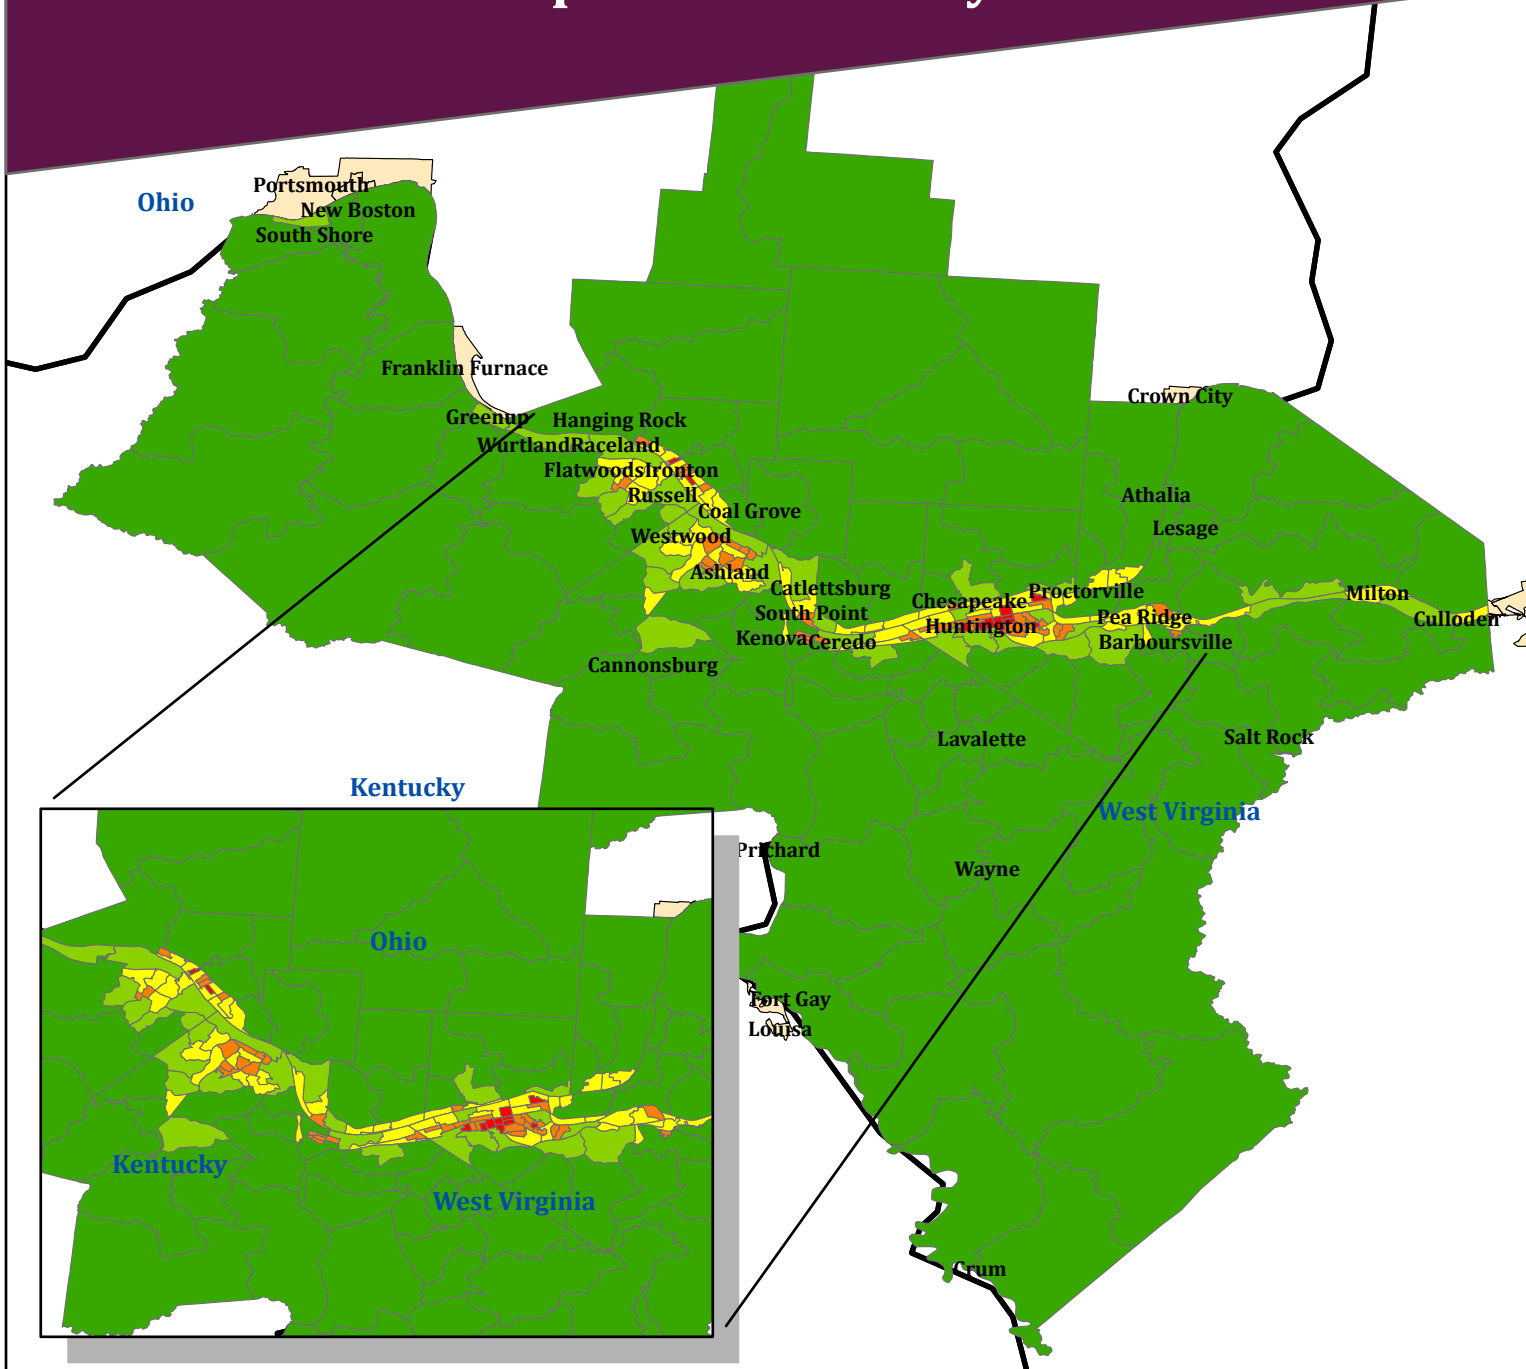 Portsmouth
Ohio
New Boston
South Shore
Franklin Furnace
Crown City
Greenup
Hanging Rock
Wurtland
Raceland
Flatwoods
Ironton
Russell
Athalia
Coal Grove
Lesage
Westwood
Ashland
Catlettsburg
Proctorville
Milton
Chesapeake
South Point
Pea Ridge
Culloden
Huntington
Kenova
Ceredo
Barboursville
Cannonsburg
Lavalette
Salt Rock
Kentucky
West Virginia
Prichard
Wayne
Ohio
Fort Gay
Louisa
Kentucky
West Virginia
Crum